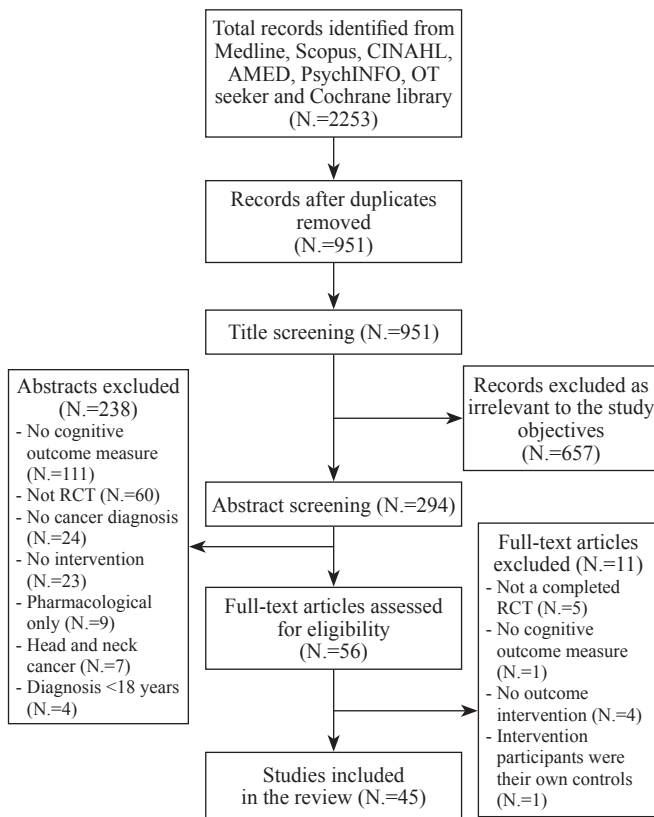 Total records identified from
Medline, Scopus, CINAHL,
AMED, PsychINFO, OT
seeker and Cochrane library
(N.=2253)
Records after duplicates
removed
(N.=951)
Title screening (N.=951)
Records excluded as
irrelevant to the study
objectives
(N.=657)
Abstract screening (N.=294)
Abstracts excluded
(N.=238)
- No cognitive
outcome measure
(N.=111)
- Not RCT (N.=60)
- No cancer diagnosis
(N.=24)
- No intervention
(N.=23)
- Pharmacological
only (N.=9)
- Head and neck
cancer (N.=7)
- Diagnosis <18 years
(N.=4)
Full-text articles assessed
for eligibility
(N.=56)
Full-text articles
excluded (N.=11)
- Not a completed
RCT (N.=5)
- No cognitive
outcome measure
(N.=1)
- No outcome
intervention (N.=4)
- Intervention
participants were
their own controls
(N.=1)
Studies included
in the review (N.=45)